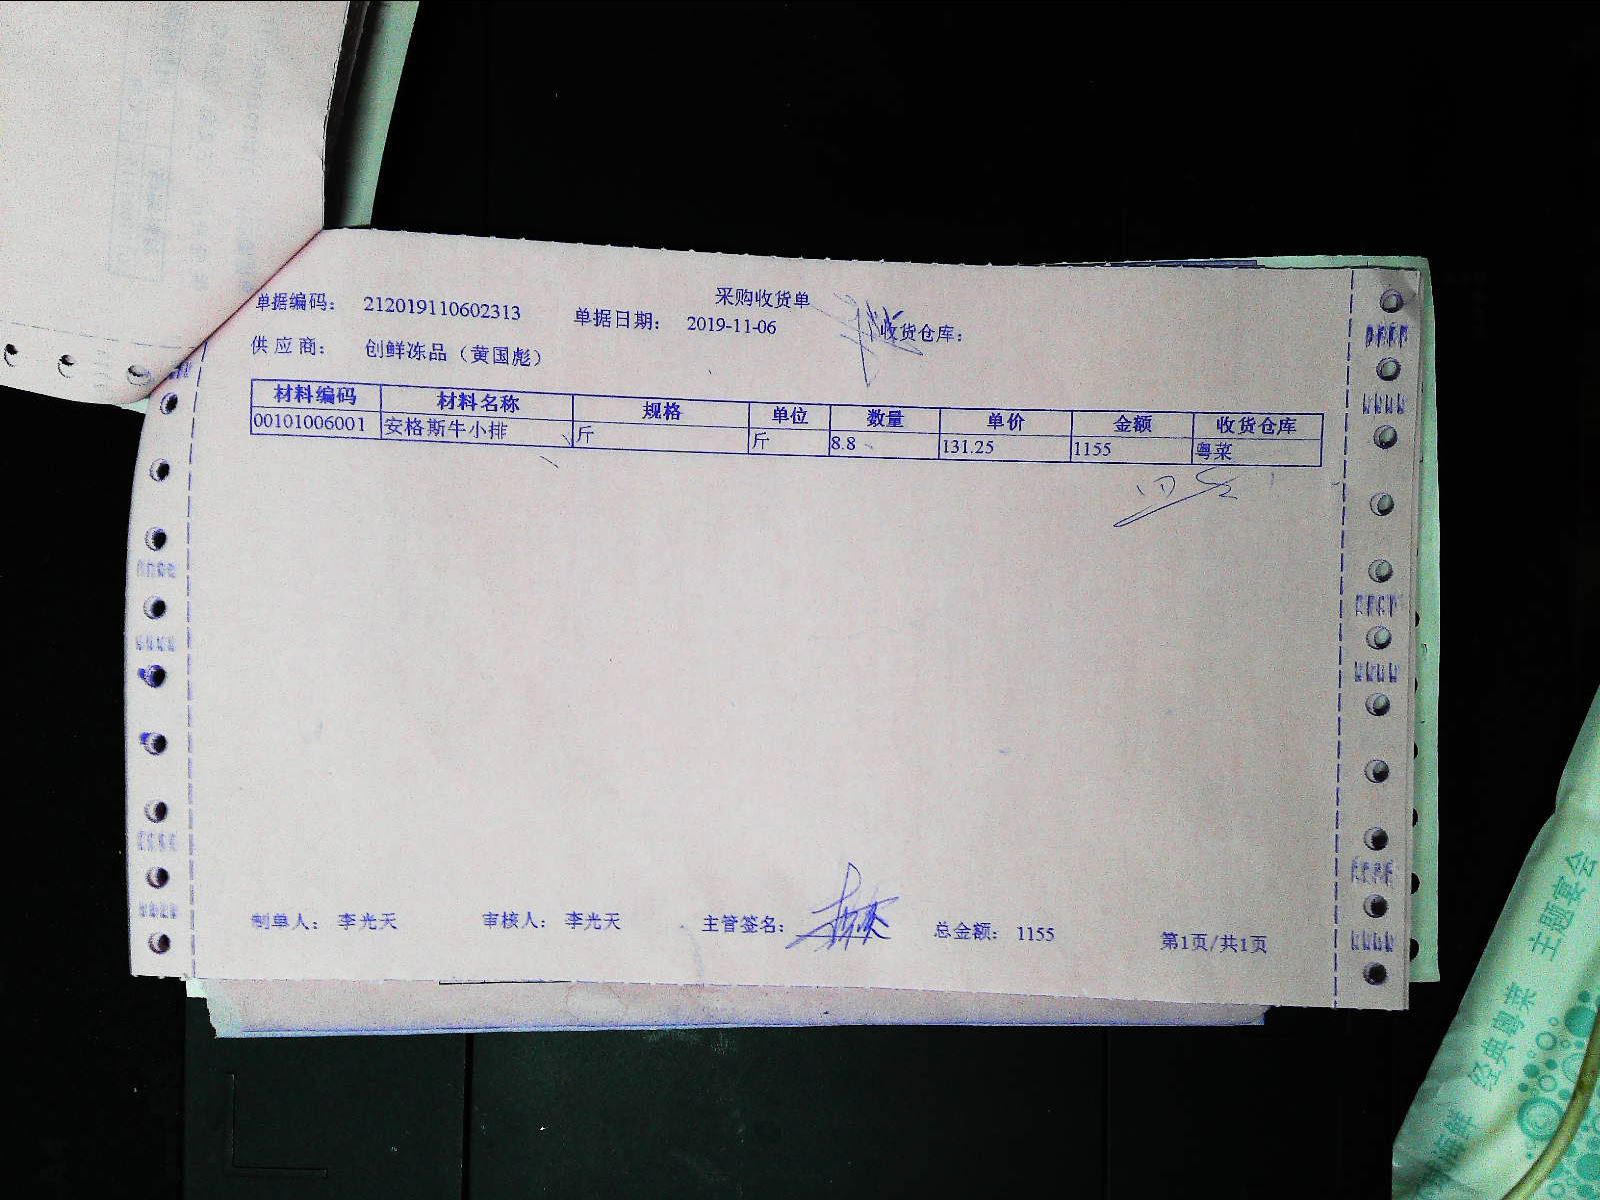 采购收货单
单据编码： 212019110602313 单据日期： 2019-11-06 收货仓库：
供应商： 创鲜冻品（黄国彪）
材料编码 材料名称 规格 单位 数量 单价 金额 收货仓库
00101006001 安格斯牛小排 斤 斤 8.8 131.25 1155 粤菜
制单人： 李光天 审核人： 李光天 主管签名： 总金额： 1155 第1页/共1页
经典粤菜 主题宴会